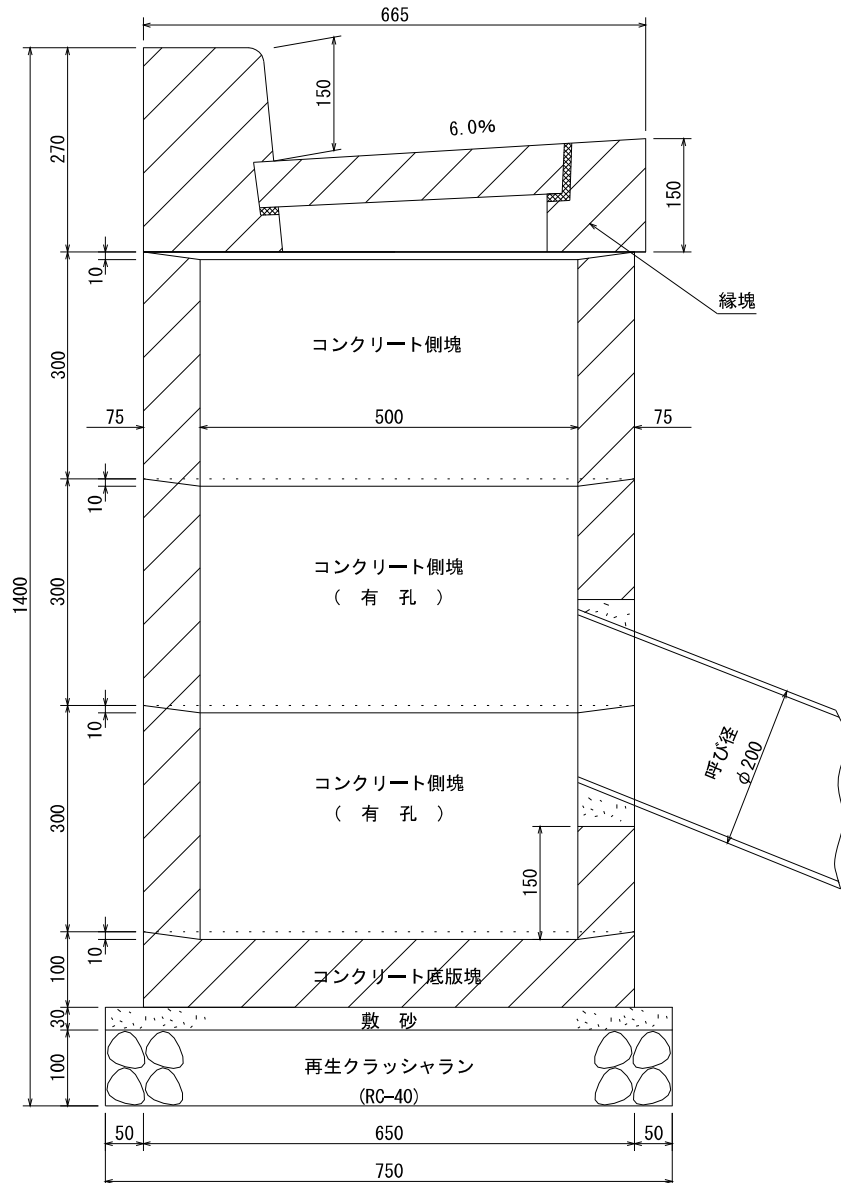 665
150
6.0%
270
150
10
縁塊
コンクリート側塊
300
75
500
75
10
コンクリート側塊
( 有 孔 )
300
1400
10
呼び径
φ200
コンクリート側塊
( 有 孔 )
300
150
10
100
コンクリート底版塊
30
敷 砂
100
再生クラッシャラン
(RC-40)
50
650
50
750